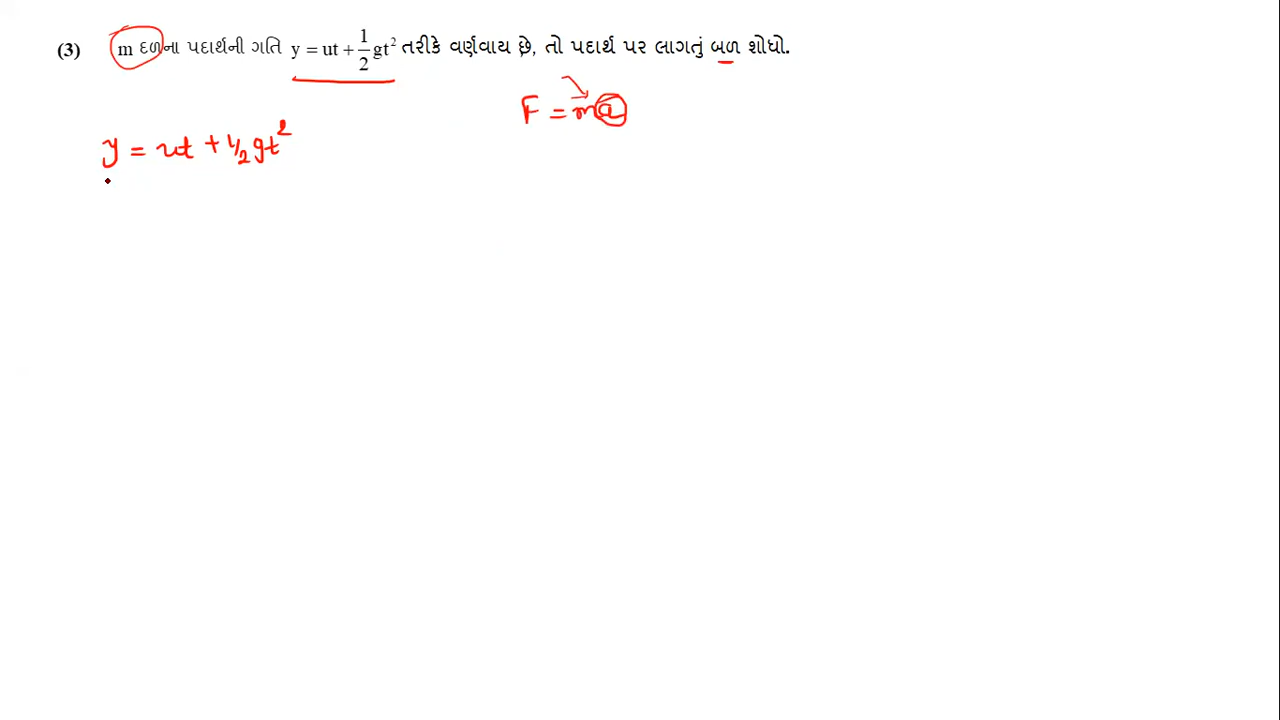 (3) m દળના પદાર્થની ગતિ y = ut + 1/2 gt² તરીકે વર્ણવાય છે, તો પદાર્થ પર લાગતું બળ શોધો.
F = ma
y = ut + 1/2 gt²